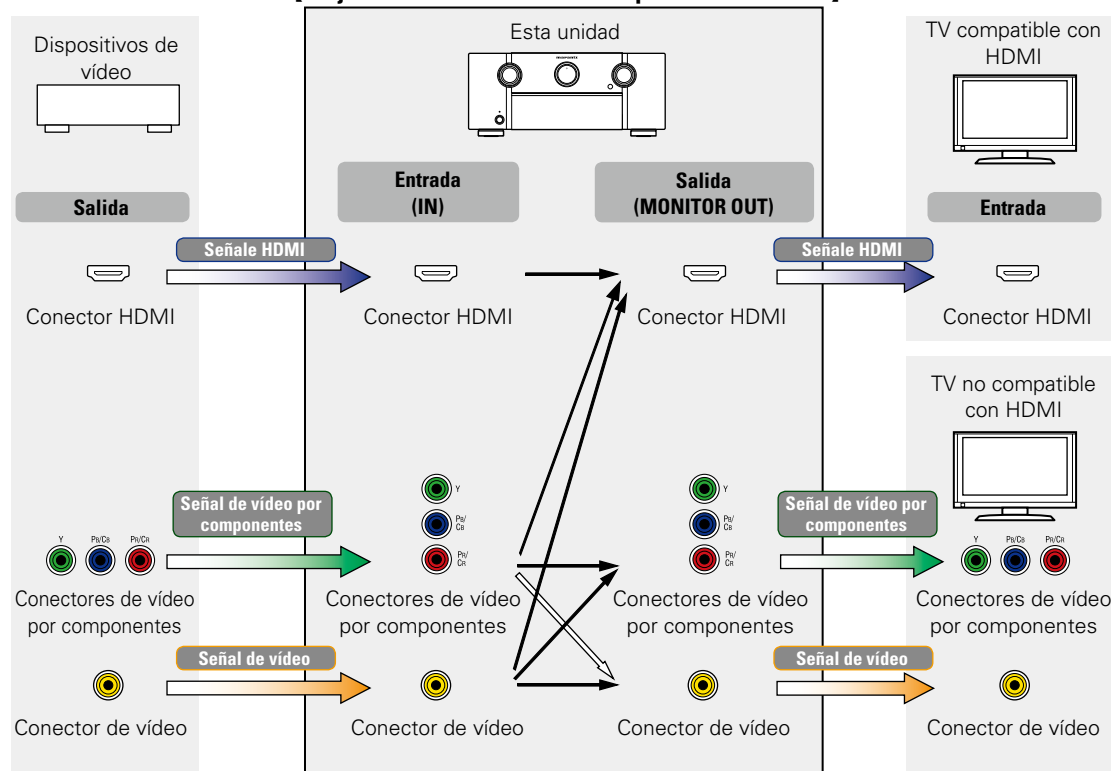 Dispositivos de
vídeo
Esta unidad
TV compatible con
HDMI
Salida
Entrada
(IN)
Salida
(MONITOR OUT)
Entrada
Señale HDMI
Señale HDMI
Conector HDMI
Conector HDMI
Conector HDMI
Conector HDMI
TV no compatible
con HDMI
Señal de vídeo por
componentes
Señal de vídeo por
componentes
Y
PB/
CB
PR/
CR
Y
PB/
CB
PR/
CR
Y PB/CB PR/CR
Y PB/CB PR/CR
Conectores de vídeo
por componentes
Conectores de vídeo
por componentes
Conectores de vídeo
por componentes
Conectores de vídeo
por componentes
Señal de vídeo
Señal de vídeo
Conector de vídeo
Conector de vídeo
Conector de vídeo
Conector de vídeo